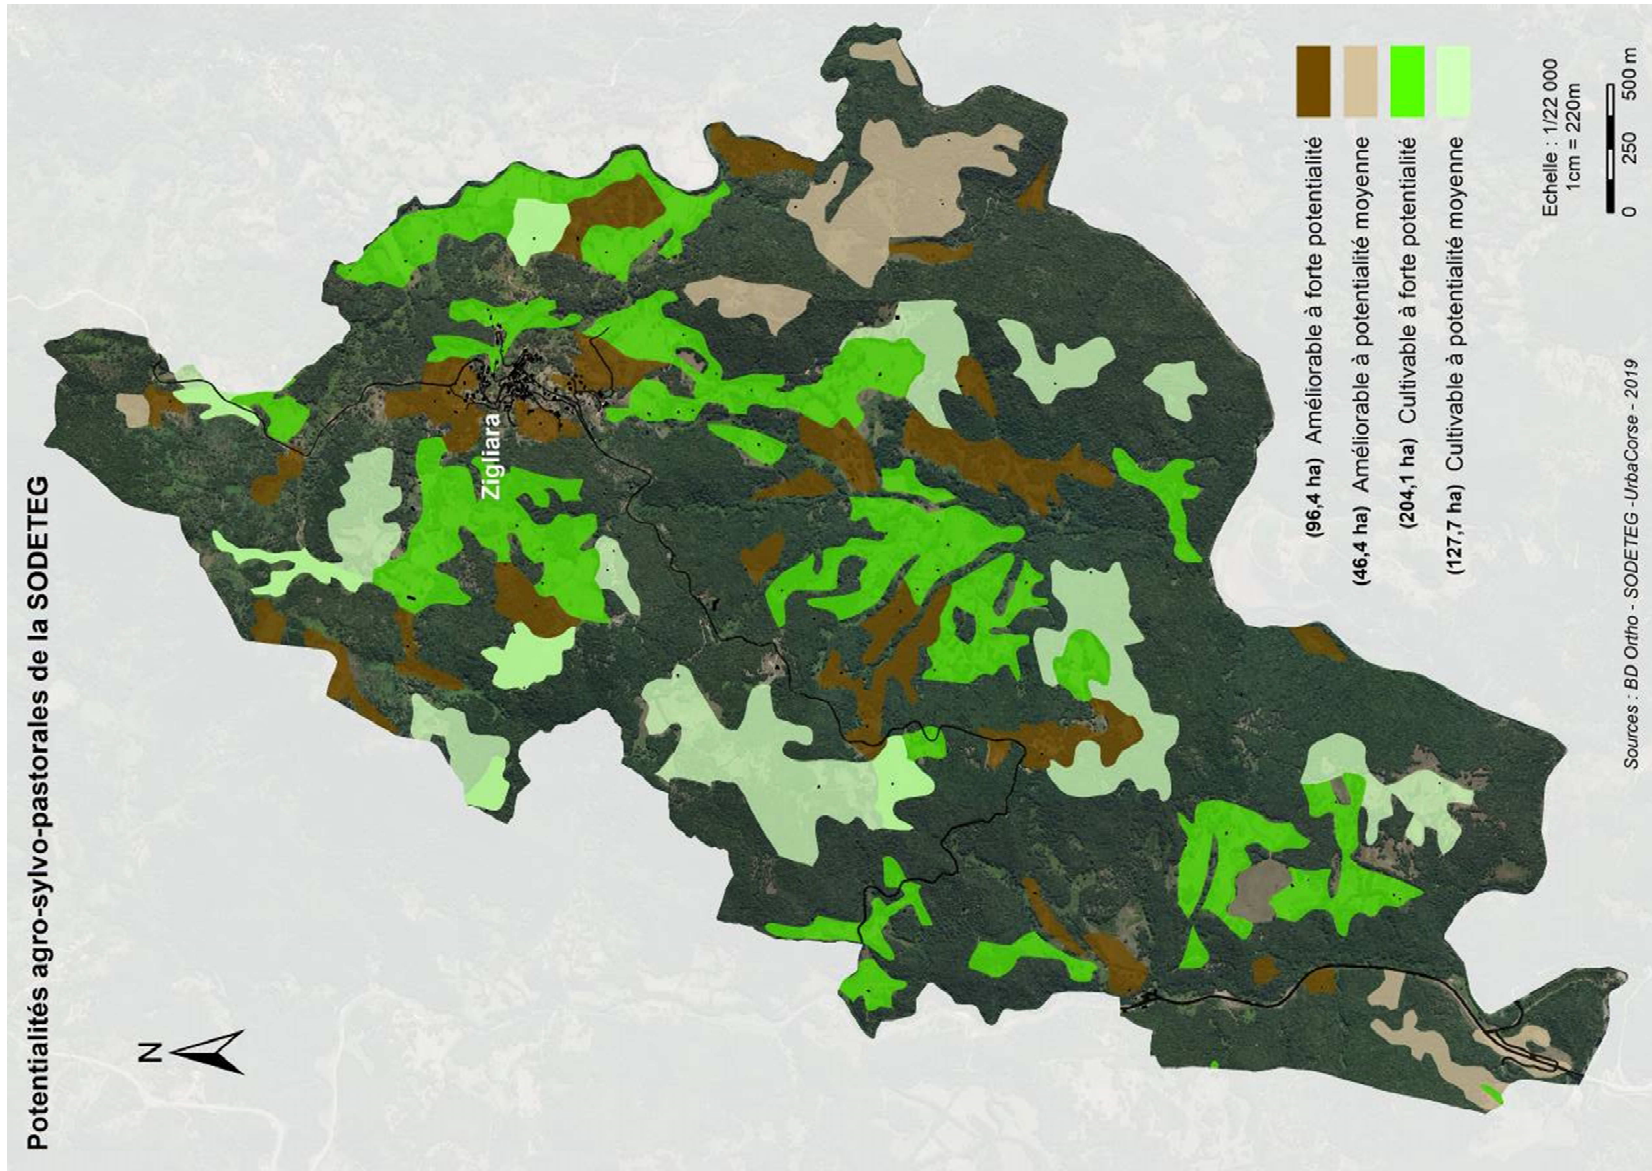 Potentialités agro-sylvo-pastorales de la SODETEG
N
Zigliara
(96,4 ha) Améliorable à forte potentialité
(46,4 ha) Améliorable à potentialité moyenne
(204,1 ha) Cultivable à forte potentialité
(127,7 ha) Cultivable à potentialité moyenne
Echelle : 1/22 000
1cm = 220m
0 250 500 m
Sources : BD Ortho - SODETEG -UrbaCorse - 2019